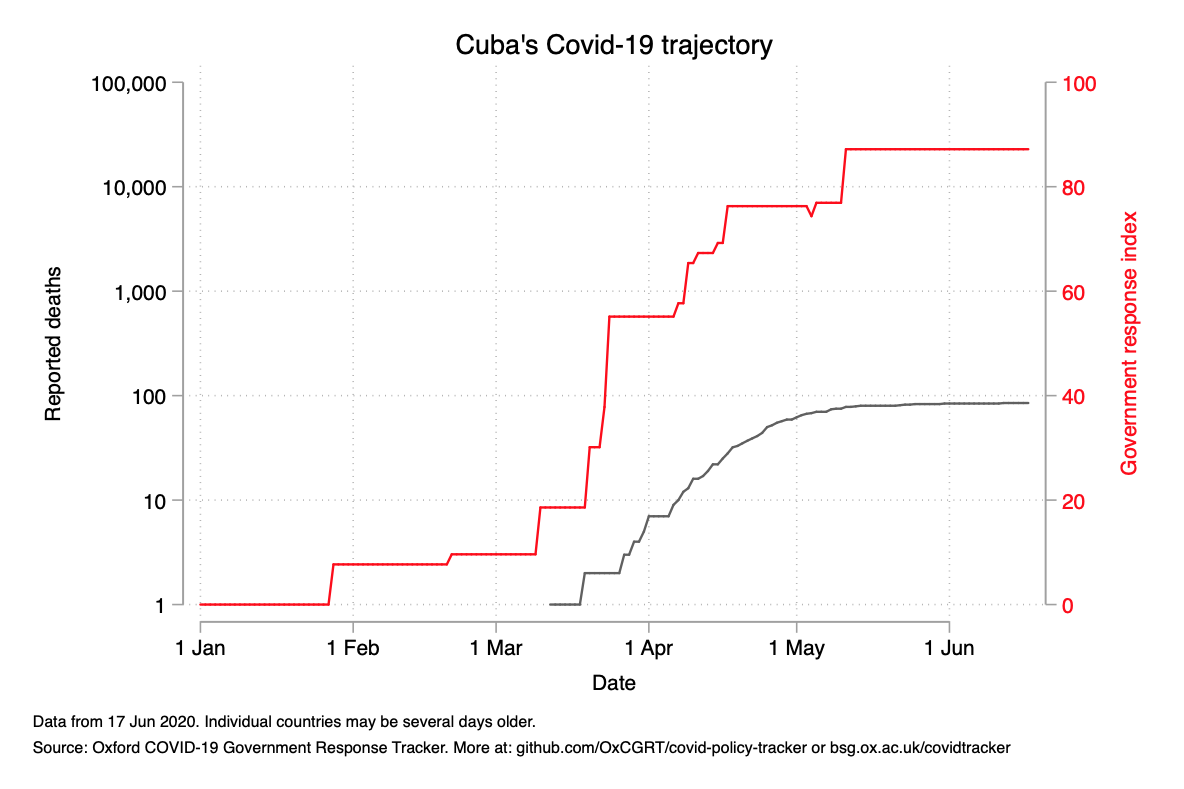 Cuba's Covid-19 trajectory
100,000
10,000
1,000
100
10
1
Reported deaths
100
80
60
40
20
0
Government response index
1 Jan 1 Feb 1 Mar 1 Apr 1 May 1 Jun
Date
Data from 17 Jun 2020. Individual countries may be several days older.
Source: Oxford COVID-19 Government Response Tracker. More at: github.com/OxCGRT/covid-policy-tracker or bsg.ox.ac.uk/covidtracker